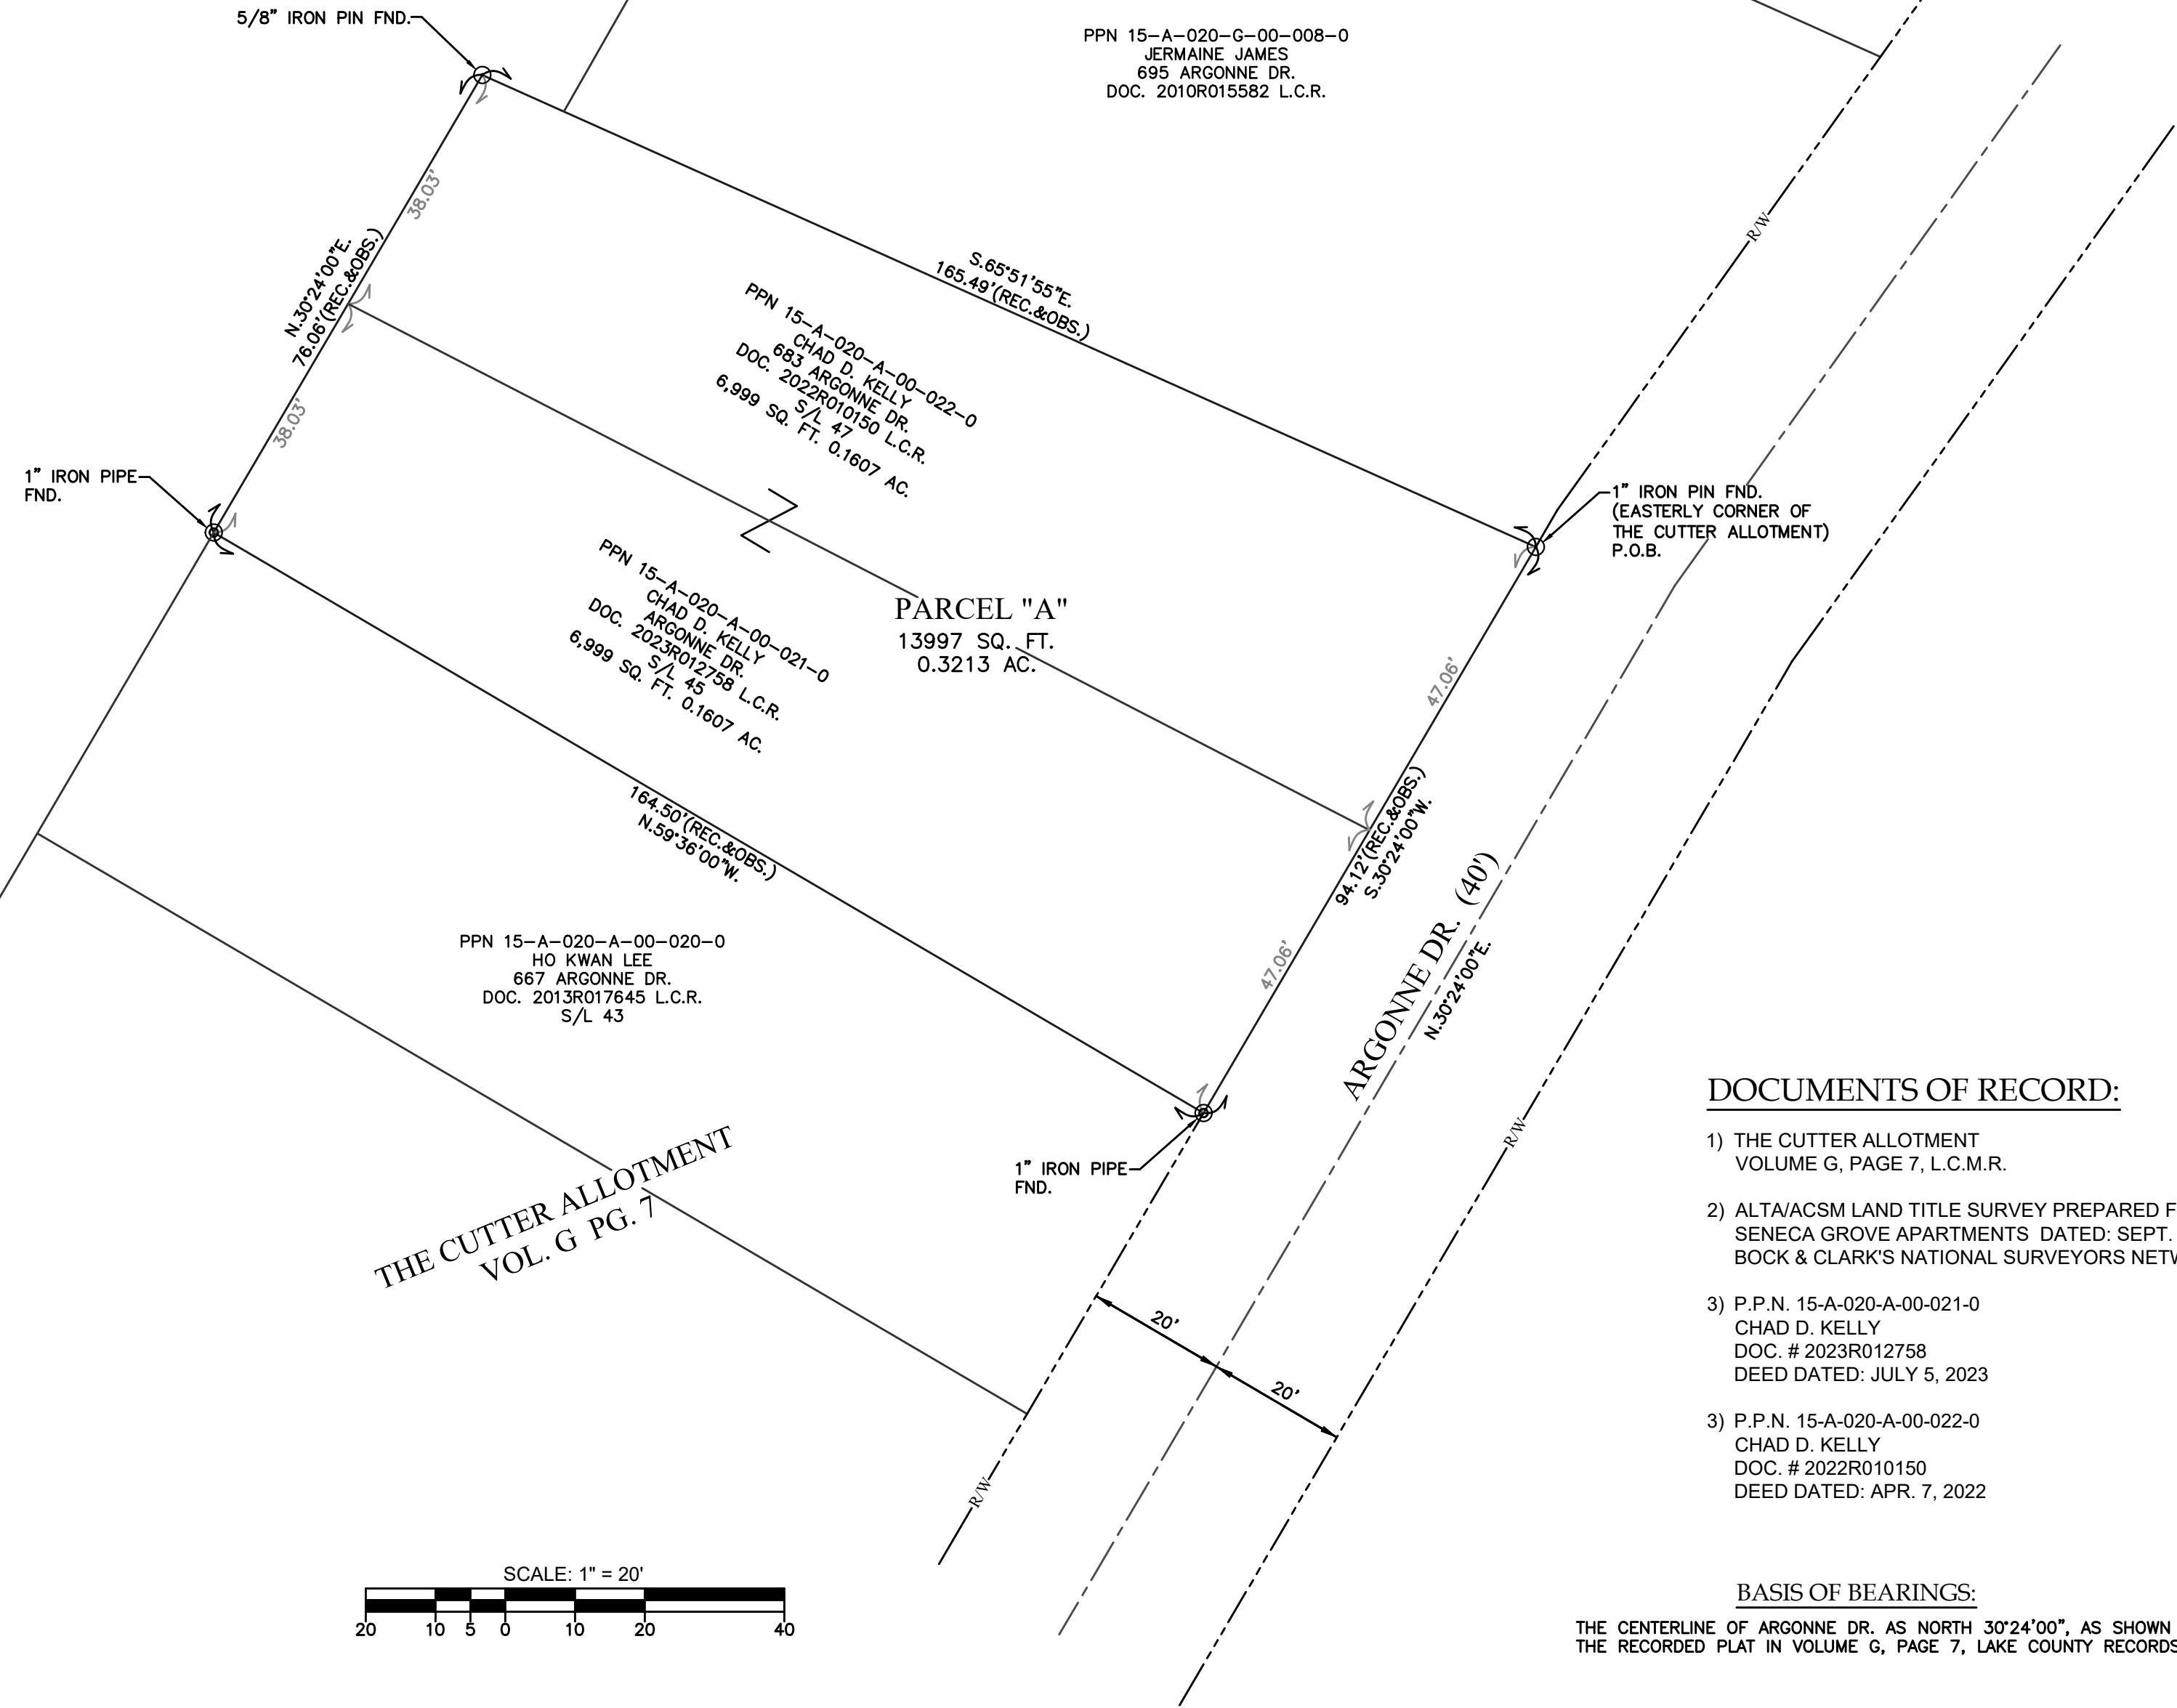 5/8” IRON PIN FND.
PPN 15-A-020-G-00-008-0
JERMAINE JAMES
695 ARGONNE DR.
DOC. 2010R015582 L.C.R.
R/W
38.03’
N.30°24’00”E.
76.06’(REC.&OBS.)
38.03’
S.65°51’55”E.
165.49’(REC.&OBS.)
PPN 15-A-020-A-00-022-0
CHAD D. KELLY
683 ARGONNE DR.
DOC. 2022R010150 L.C.R.
S/L 47
6,999 SQ. FT. 0.1607 AC.
1” IRON PIPE
FND.
1” IRON PIN FND.
(EASTERLY CORNER OF
THE CUTTER ALLOTMENT)
P.O.B.
PPN 15-A-020-A-00-021-0
CHAD D. KELLY
ARGONNE DR.
DOC. 2023R012758 L.C.R.
S/L 45
6,999 SQ. FT. 0.1607 AC.
PARCEL "A"
13997 SQ. FT.
0.3213 AC.
47.06’
94.12’(REC.&OBS.)
S.30°24’00”W.
47.06’
164.50’(REC.&OBS.)
N.59°36’00”W.
ARGONNE DR. (40')
N.30°24’00”E.
PPN 15-A-020-A-00-020-0
HO KWAN LEE
667 ARGONNE DR.
DOC. 2013R017645 L.C.R.
S/L 43
THE CUTTER ALLOTMENT
VOL. G PG. 7
1” IRON PIPE
FND.
R/W
20’
20’
R/W
DOCUMENTS OF RECORD:
1) THE CUTTER ALLOTMENT
VOLUME G, PAGE 7, L.C.M.R.
2) ALTA/ACSM LAND TITLE SURVEY PREPARED F
SENECA GROVE APARTMENTS DATED: SEPT.
BOCK & CLARK'S NATIONAL SURVEYORS NETW
3) P.P.N. 15-A-020-A-00-021-0
CHAD D. KELLY
DOC. # 2023R012758
DEED DATED: JULY 5, 2023
3) P.P.N. 15-A-020-A-00-022-0
CHAD D. KELLY
DOC. # 2022R010150
DEED DATED: APR. 7, 2022
SCALE: 1" = 20'
20 10 5 0 10 20 40
BASIS OF BEARINGS:
THE CENTERLINE OF ARGONNE DR. AS NORTH 30°24’00”, AS SHOWN
THE RECORDED PLAT IN VOLUME G, PAGE 7, LAKE COUNTY RECORDS